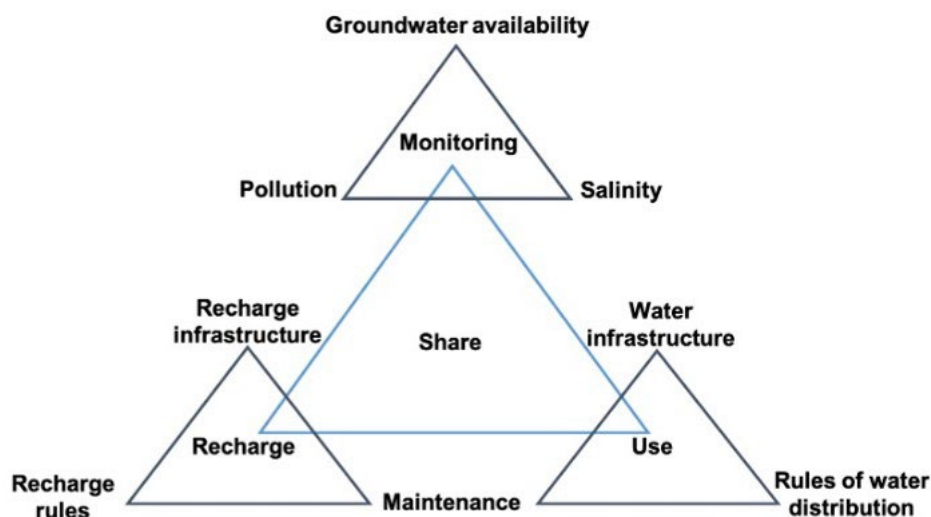 Groundwater availability
Monitoring
Pollution
Salinity
Recharge
infrastructure
Water
infrastructure
Share
Recharge
Use
Recharge
rules
Maintenance
Rules of water
distribution